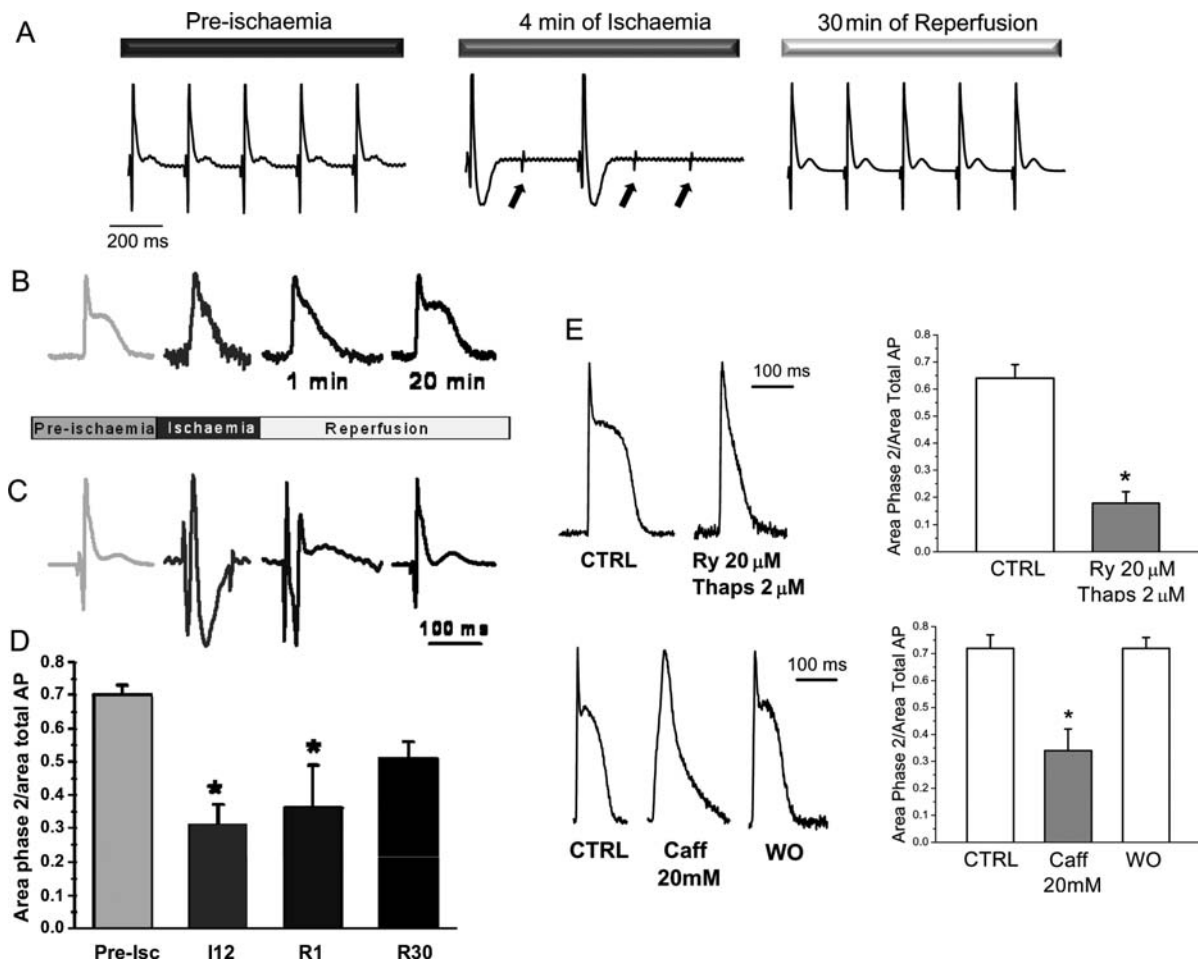 A
Pre-ischaemia
4 min of Ischaemia
30 min of Reperfusion
200 ms
B
1 min
20 min
Pre-ischaemia
Ischaemia
Reperfusion
C
100 ms
D
Area phase 2/area total AP
0.8
0.7
0.6
0.5
0.4
0.3
0.2
0.1
0.0
Pre-Isc
I12
R1
R30
*
*
E
100 ms
CTRL
Ry 20 μM
Thaps 2 μM
Area Phase 2/Area Total AP
0.8
0.7
0.6
0.5
0.4
0.3
0.2
0.1
0.0
*
CTRL
Ry 20 μM
Thaps 2 μM
100 ms
CTRL
Caff
20mM
WO
Area Phase 2/Area Total AP
0.8
0.7
0.6
0.5
0.4
0.3
0.2
0.1
0.0
*
CTRL
Caff
20mM
WO